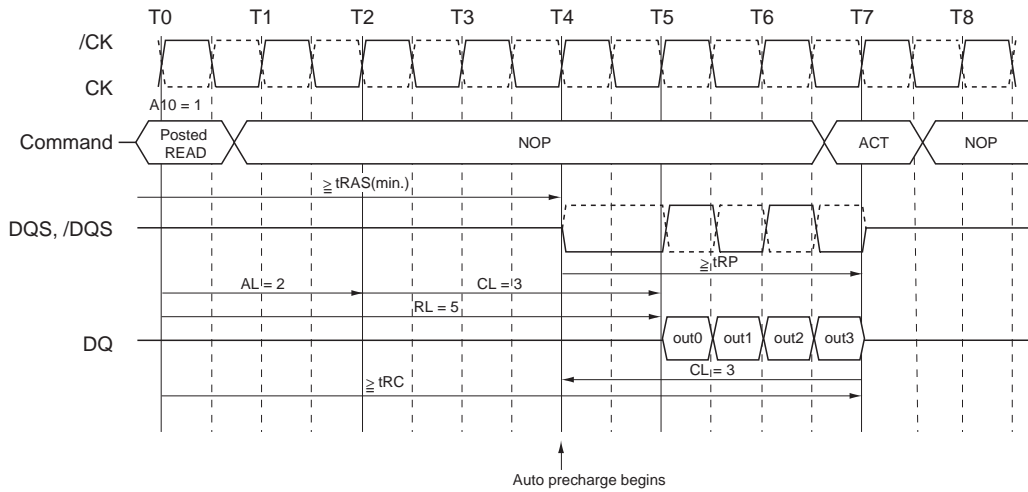 T0 T1 T2 T3 T4 T5 T6 T7 T8
/CK
CK
A10 = 1
Command
Posted
READ
NOP
ACT
NOP
≧ tRAS(min.)
DQS, /DQS
≧ tRP
AL = 2
CL = 3
RL = 5
DQ
out0 out1 out2 out3
CL = 3
≧ tRC
Auto precharge begins